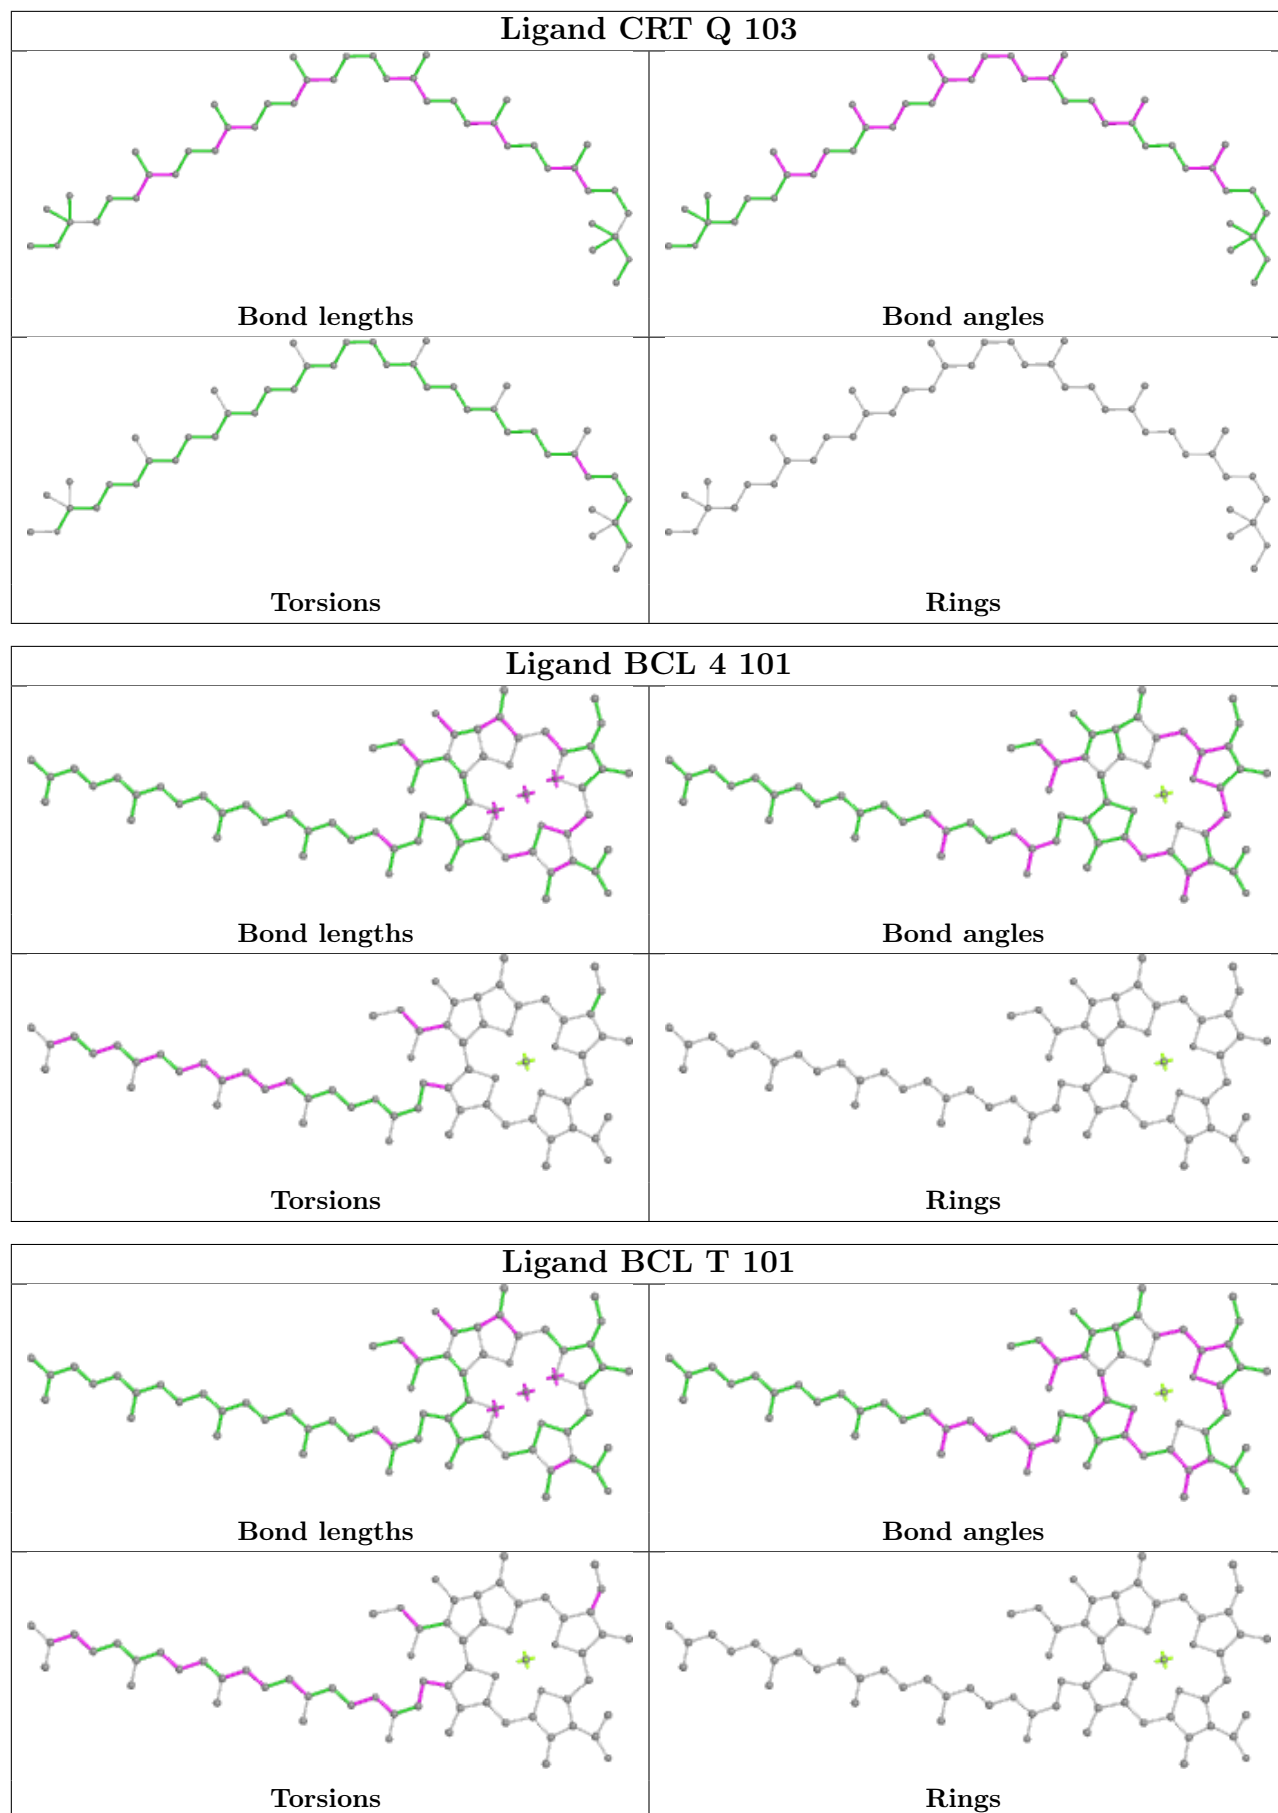 Ligand CRT Q 103
Bond lengths
Bond angles
Torsions
Rings
Ligand BCL 4 101
Bond lengths
Bond angles
Torsions
Rings
Ligand BCL T 101
Bond lengths
Bond angles
Torsions
Rings